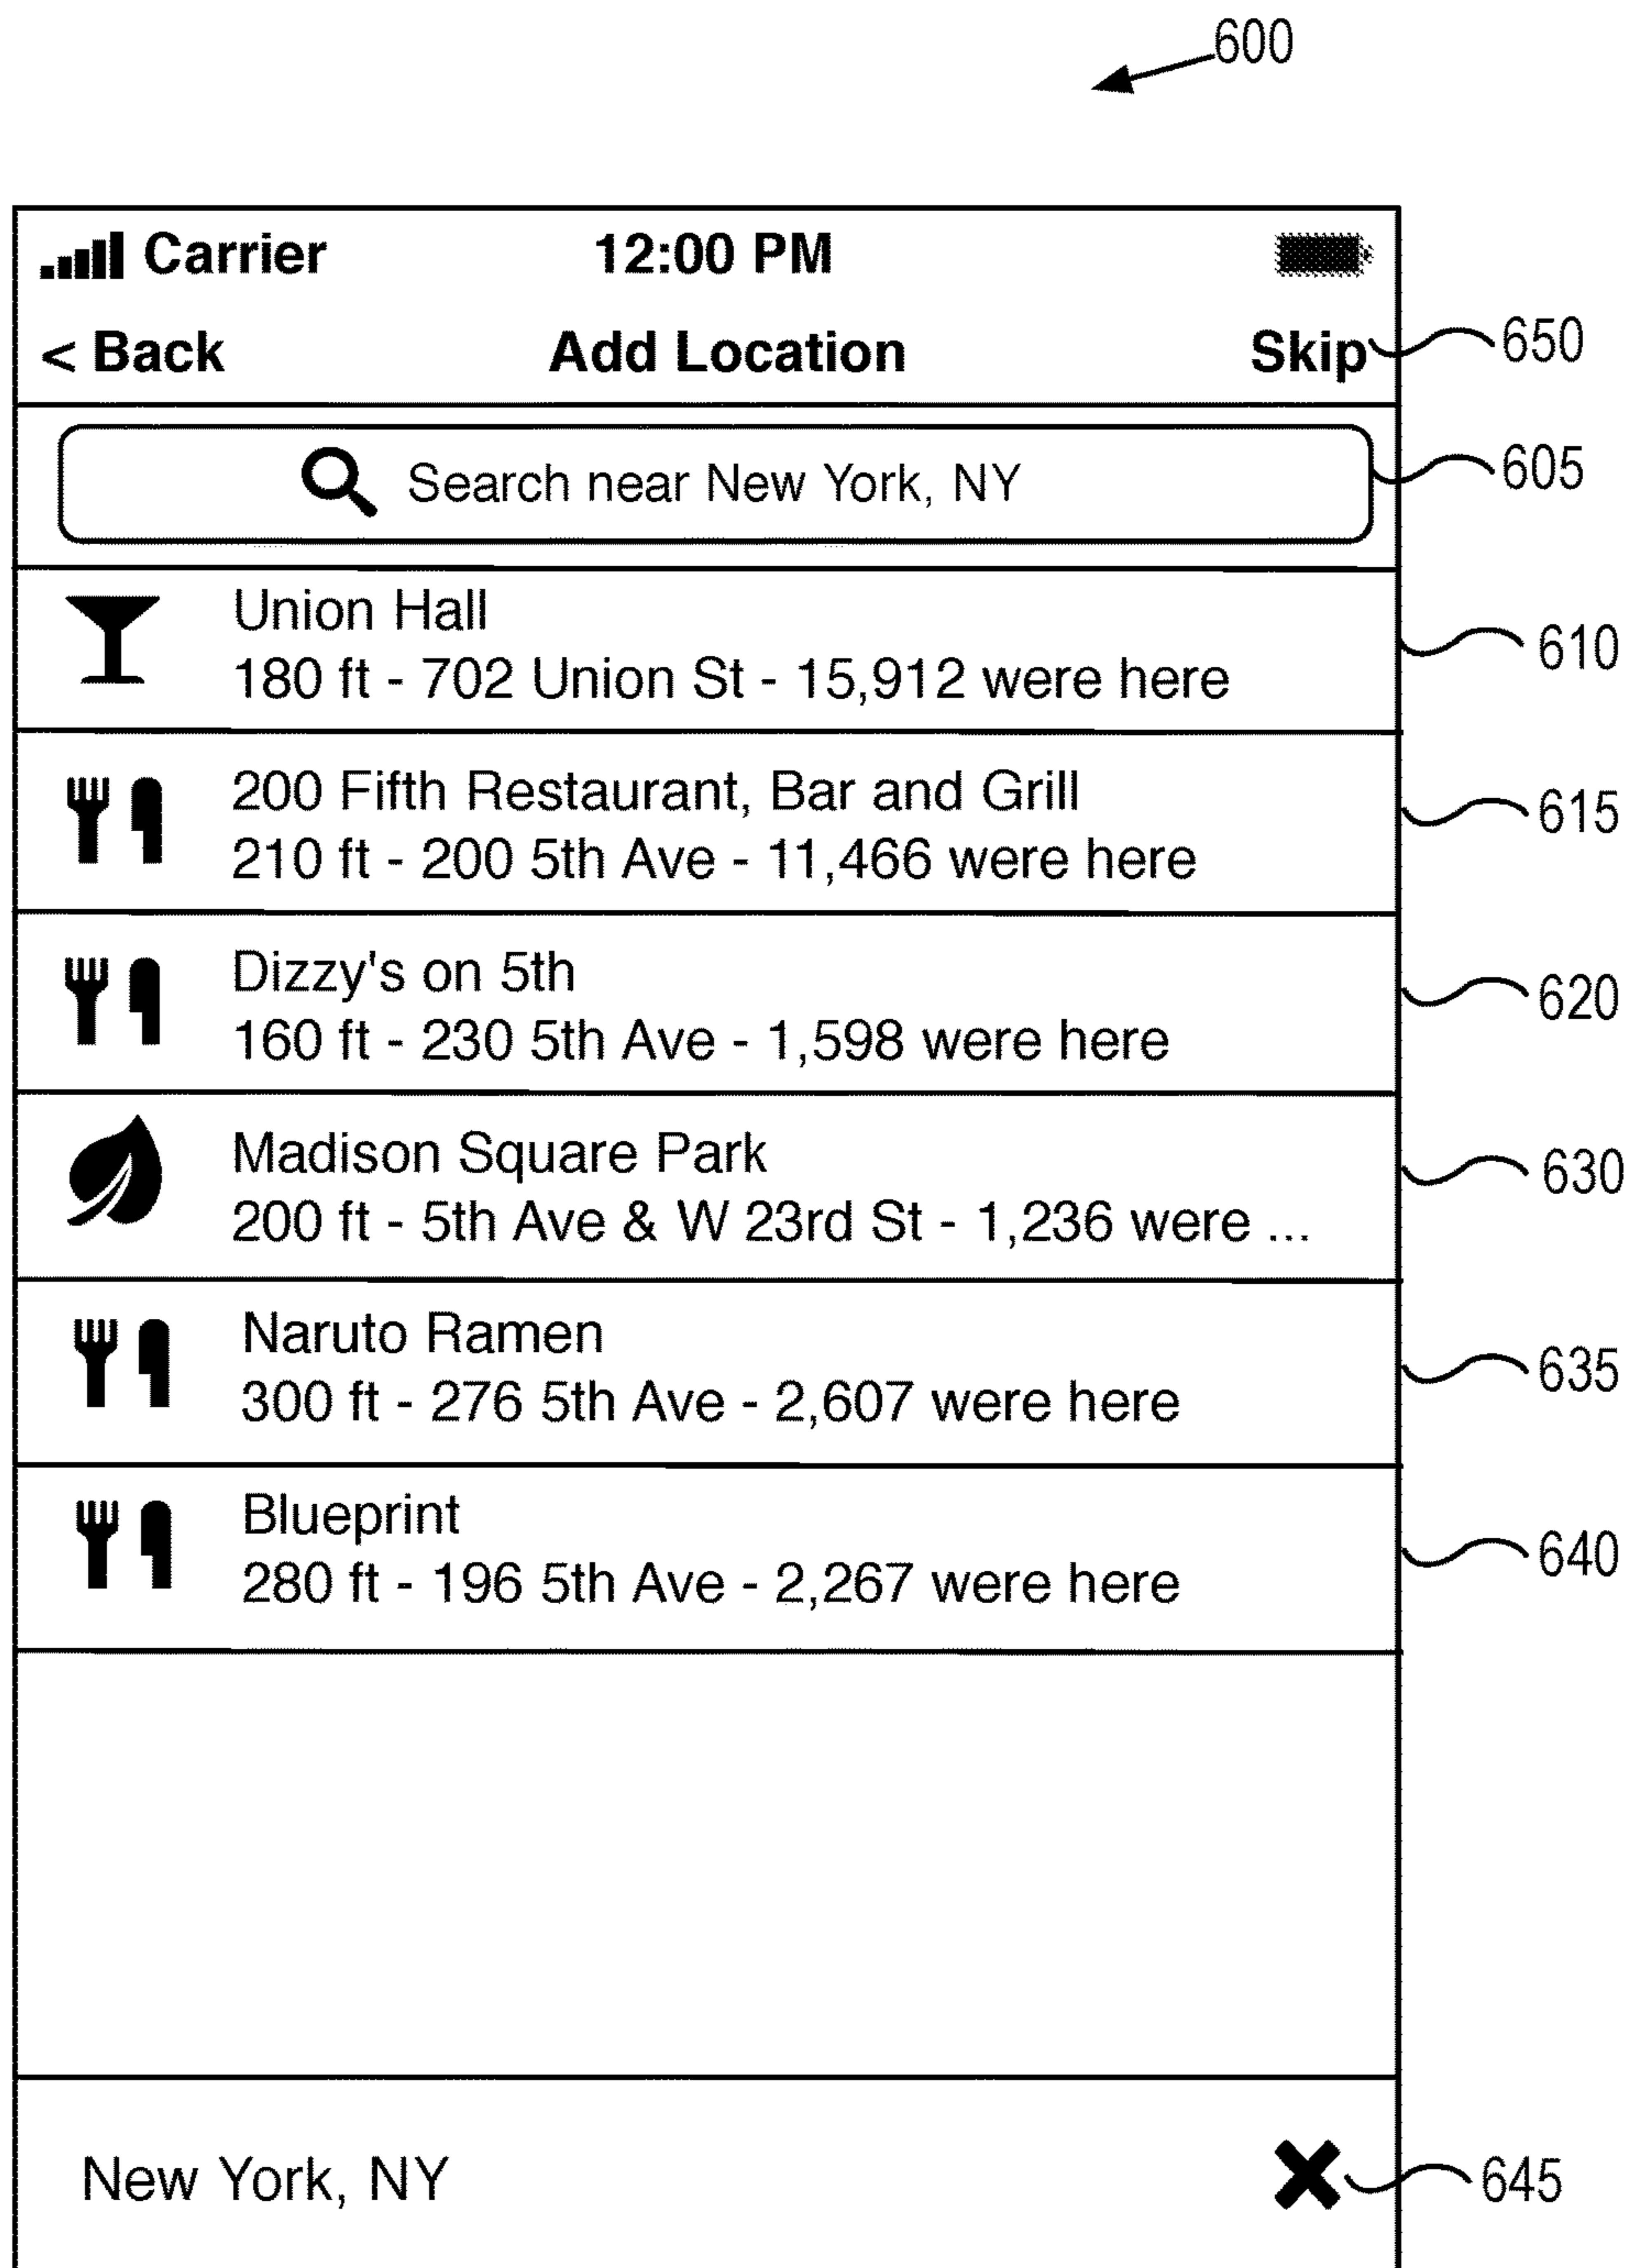 600
Carrier 12:00 PM
< Back Add Location Skip 650
Search near New York, NY 605
Union Hall
180 ft - 702 Union St - 15,912 were here 610
200 Fifth Restaurant, Bar and Grill 615
210 ft - 200 5th Ave - 11,466 were here
Dizzy's on 5th 620
160 ft - 230 5th Ave - 1,598 were here
Madison Square Park 630
200 ft - 5th Ave & W 23rd St - 1,236 were ...
Naruto Ramen 635
300 ft - 276 5th Ave - 2,607 were here
Blueprint 640
280 ft - 196 5th Ave - 2,267 were here
New York, NY 645